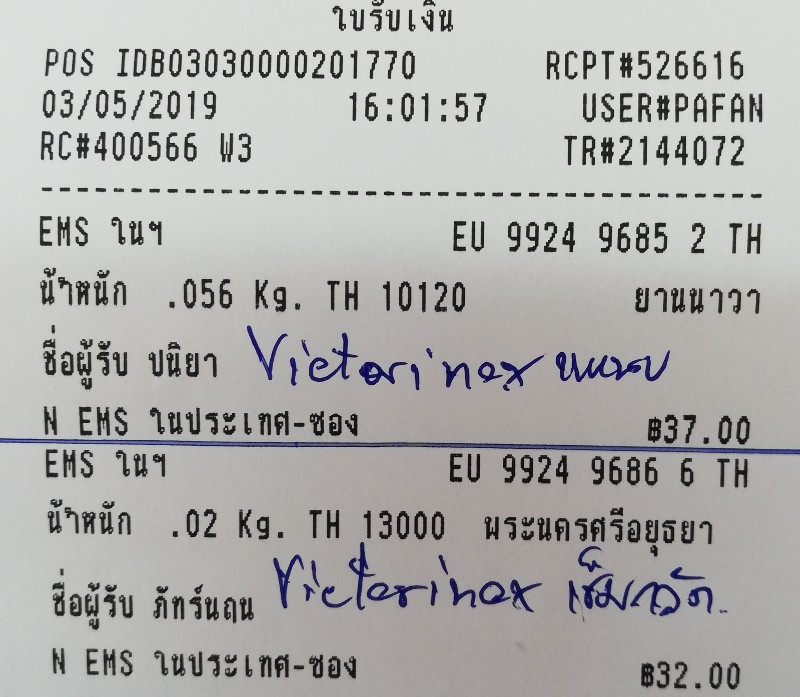 ใบรับเงิน
POS IDB03030000201770 RCPT#526616
03/05/2019 16:01:57 USER#PAFAN
RC#400566 W3 TR#2144072
EMS ในฯ EU 9924 9685 2 TH
น้ำหนัก .056 Kg. TH 10120 ยานนาวา
ชื่อผู้รับ ปนิยา Victorinox แหนบ
N EMS ในประเทศ-ซอง ฿37.00
EMS ในฯ EU 9924 9686 6 TH
น้ำหนัก .02 Kg. TH 13000 พระนครศรีอยุธยา
ชื่อผู้รับ ภัทร์นฤน Victorinox
N EMS ในประเทศ-ซอง ฿32.00